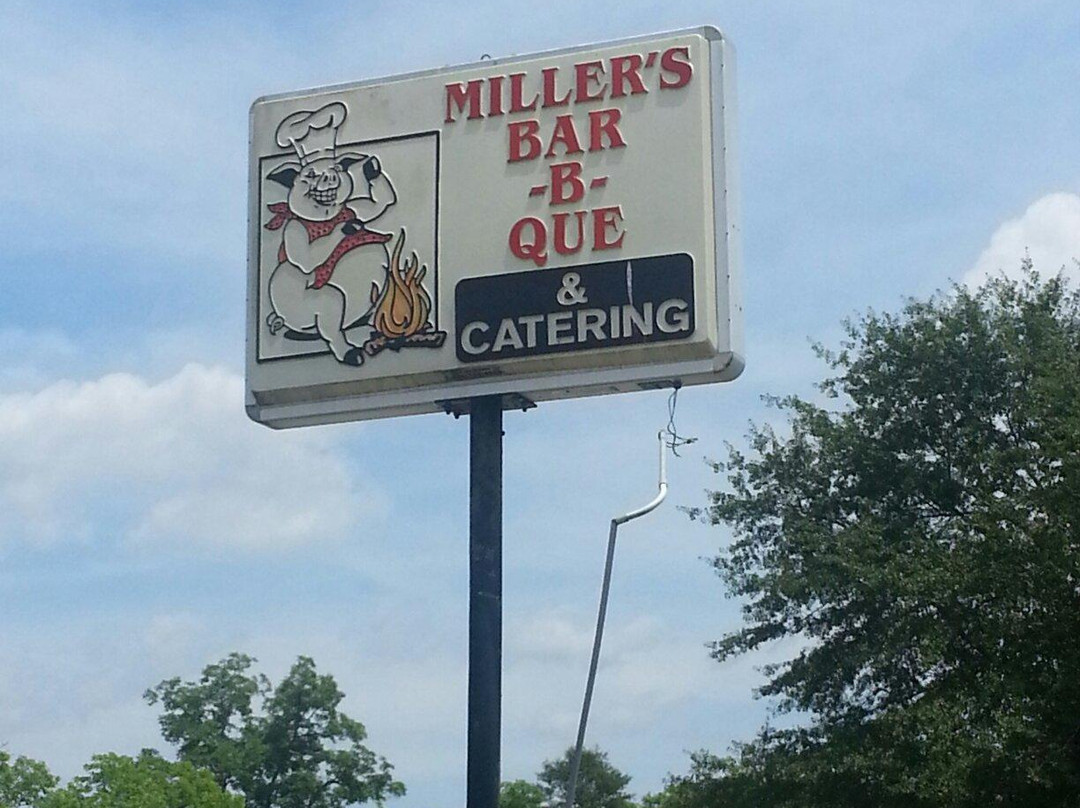 MILLER'S
BAR
-B-
QUE
&
CATERING